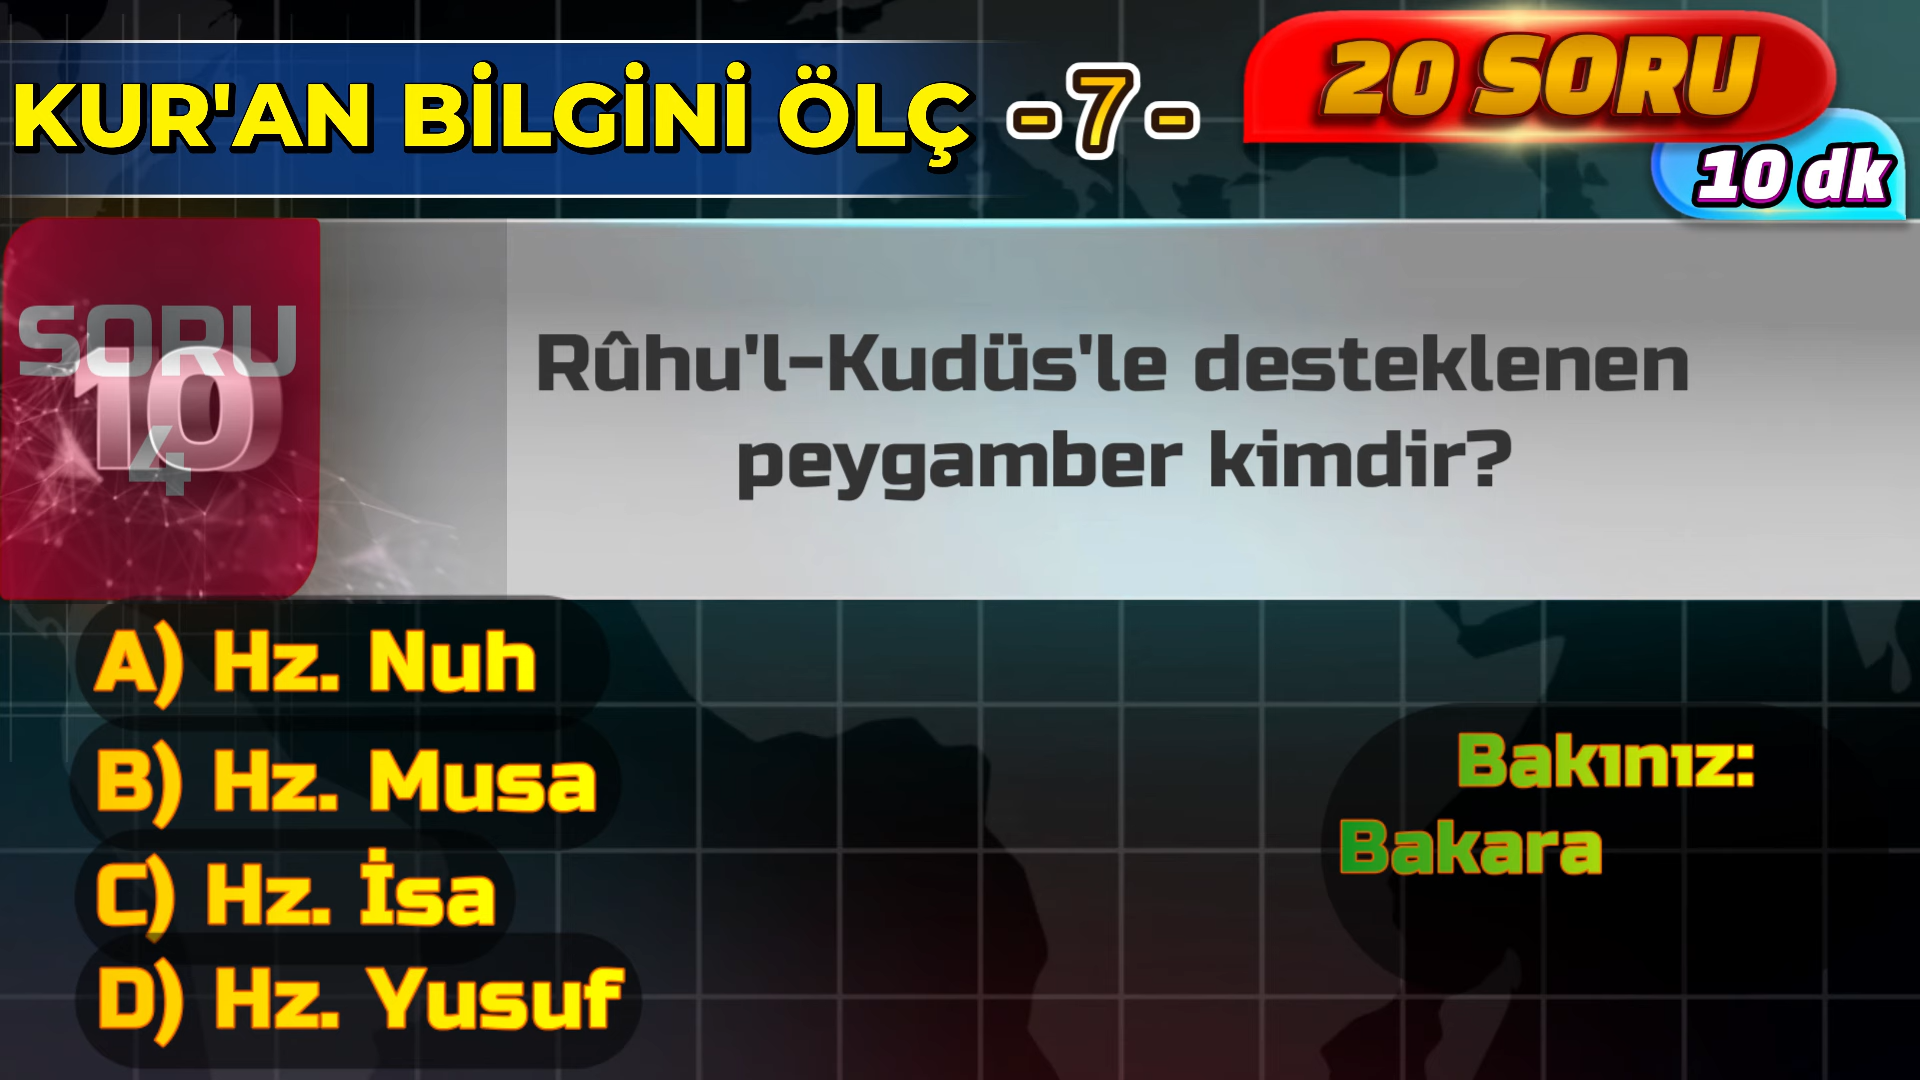 KUR'AN BİLGİNİ ÖLÇ -7-
20 SORU
10 dk
SORU
10
4
Rûhu'l-Kudüs'le desteklenen
peygamber kimdir?
A) Hz. Nuh
B) Hz. Musa
C) Hz. İsa
D) Hz. Yusuf
Bakınız:
Bakara